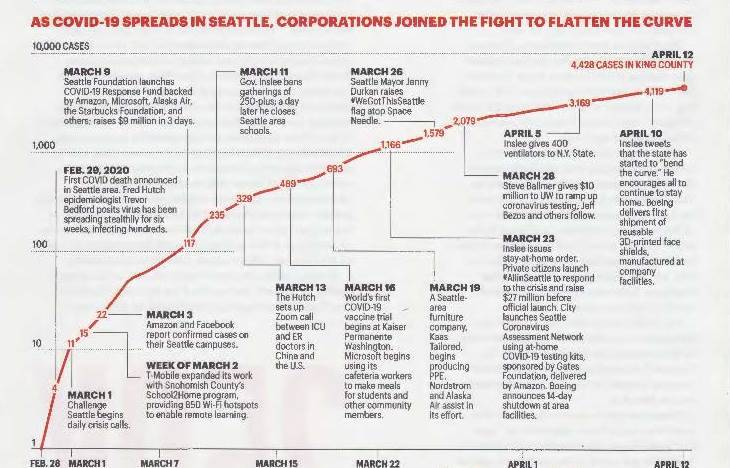 AS COVID-19 SPREADS IN SEATTLE, CORPORATIONS JOINED THE FIGHT TO FLATTEN THE CURVE
10,000 CASES
APRIL 12
4,428 CASES IN KING COUNTY
MARCH 9
Seattle Foundation launches
COVID-19 Response Fund backed
by Amazon, Microsoft, Alaska Air,
the Starbucks Foundation, and
others; raises $9 million in 3 days.
MARCH 11
Gov. Inslee bans
gatherings of
250-plus; a day
later he closes
Seattle area
schools.
MARCH 26
Seattle Mayor Jenny
Durkan raises
#WeGotThisSeattle
flag atop Space
Needle.
4,119
3,169
2,079
1,579
1,166
693
489
329
235
117
22
15
11
4
1,000
100
10
1
FEB. 29, 2020
First COVID death announced
in Seattle area. Fred Hutch
epidemiologist Trevor
Bedford posits virus has been
spreading stealthily for six
weeks, infecting hundreds.
APRIL 5
Inslee gives 400
ventilators to N.Y. State.
APRIL 10
Inslee tweets
that the state has
started to "bend
the curve." He
encourages all to
continue to stay
home. Boeing
delivers first
shipment of
reusable
3D-printed face
shields,
manufactured at
company
facilities.
MARCH 28
Steve Ballmer gives $10
million to UW to ramp up
coronavirus testing; Jeff
Bezos and others follow.
MARCH 23
Inslee issues
stay-at-home order.
Private citizens launch
#AllinSeattle to respond
to the crisis and raise
$27 million before
official launch. City
launches Seattle
Coronavirus
Assessment Network
using at-home
COVID-19 testing kits,
sponsored by Gates
Foundation, delivered
by Amazon. Boeing
announces 14-day
shutdown at area
facilities.
MARCH 13
The Hutch
sets up
Zoom call
between ICU
and ER
doctors in
China and
the U.S.
MARCH 16
World's first
COVID-19
vaccine trial
begins at Kaiser
Permanente
Washington.
Microsoft begins
using its
cafeteria workers
to make meals
for students and
other community
members.
MARCH 19
A Seattle-
area
furniture
company,
Kaas
Tailored,
begins
producing
PPE.
Nordstrom
and Alaska
Air assist in
its effort.
MARCH 3
Amazon and Facebook
report confirmed cases on
their Seattle campuses.
WEEK OF MARCH 2
T-Mobile expanded its work
with Snohomish County's
School2Home program,
providing 850 Wi-Fi hotspots
to enable remote learning.
MARCH 1
Challenge
Seattle begins
daily crisis calls.
FEB. 28
MARCH 1
MARCH 7
MARCH 15
MARCH 22
APRIL 1
APRIL 12